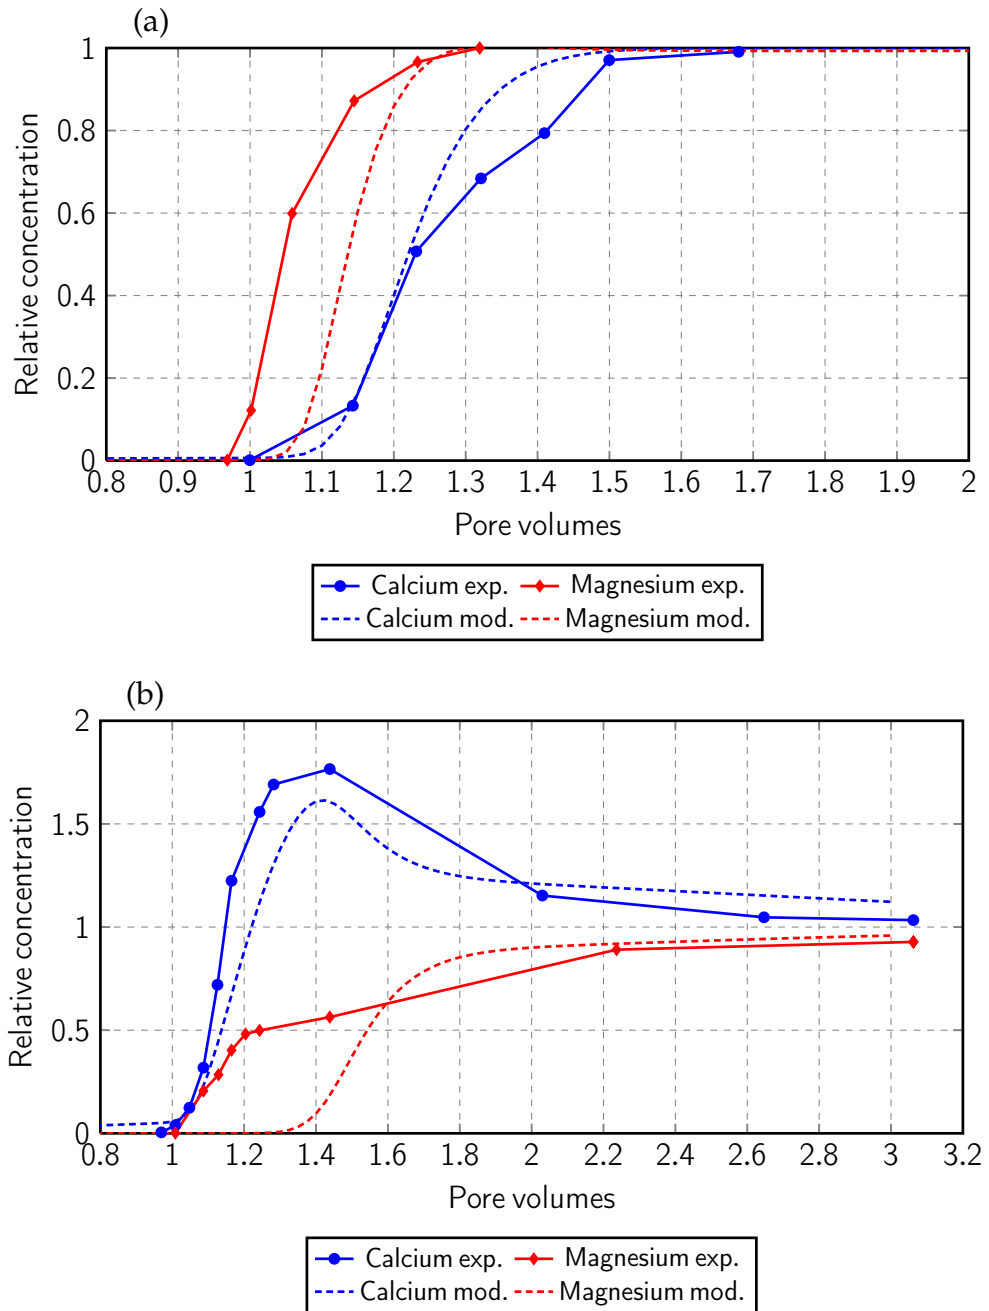 (a)
1
0.8
0.6
0.4
0.2
0
Relative concentration
0.8 0.9 1 1.1 1.2 1.3 1.4 1.5 1.6 1.7 1.8 1.9 2
Pore volumes
Calcium exp. Magnesium exp.
Calcium mod. Magnesium mod.
(b)
2
1.5
1
0.5
0
Relative concentration
0.8 1 1.2 1.4 1.6 1.8 2 2.2 2.4 2.6 2.8 3 3.2
Pore volumes
Calcium exp. Magnesium exp.
Calcium mod. Magnesium mod.